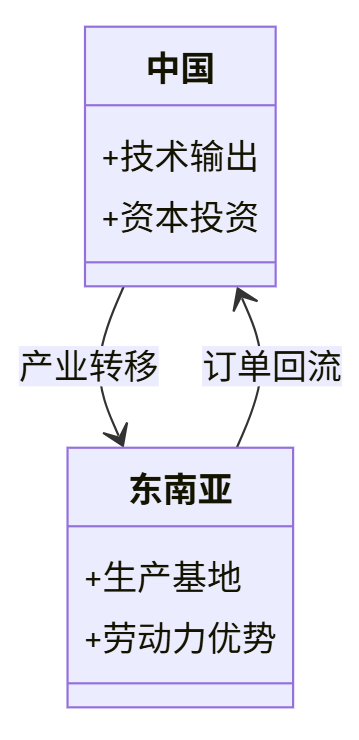 中国
+技术输出
+资本投资
产业转移
订单回流
东南亚
+生产基地
+劳动力优势